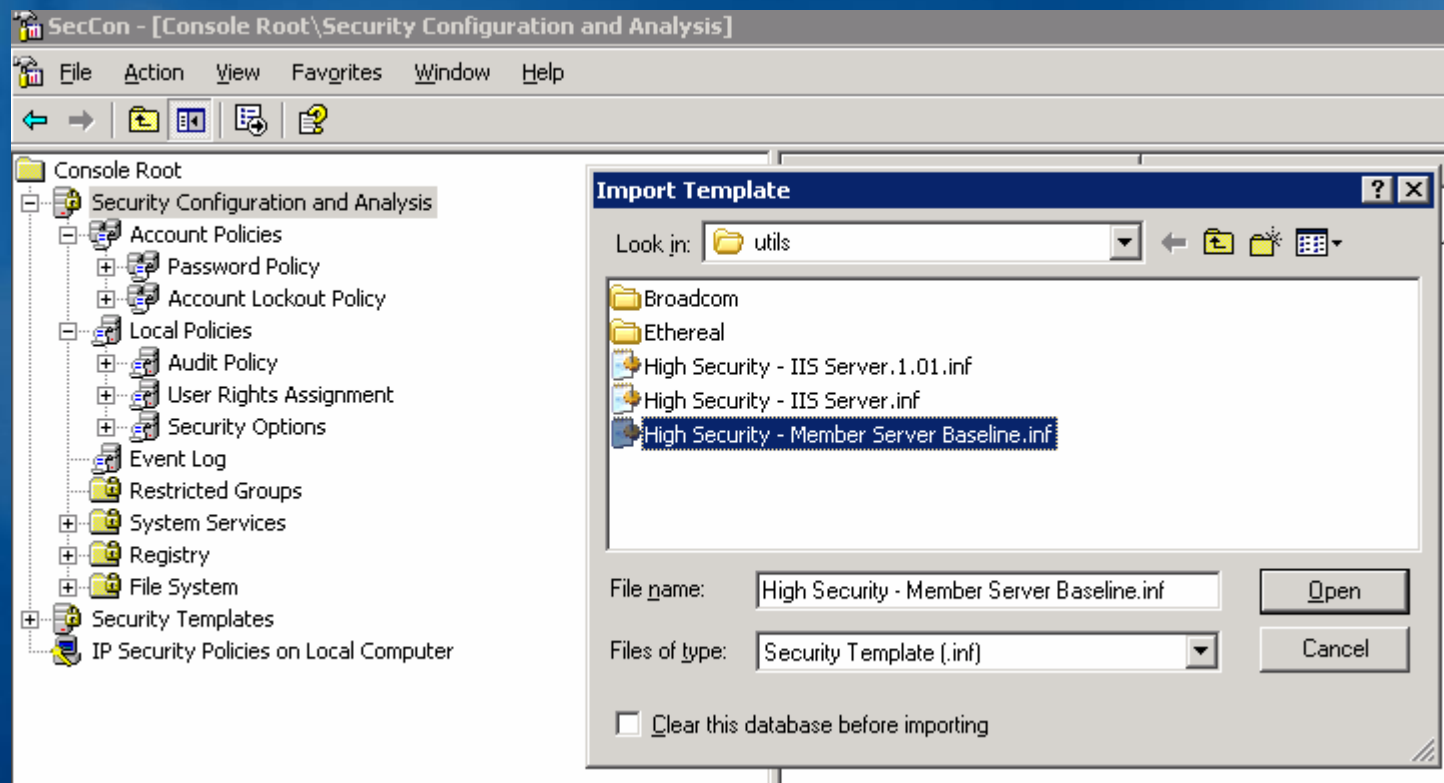 SecCon - [Console Root\Security Configuration and Analysis]
File Action View Favorites Window Help
Console Root
Security Configuration and Analysis
Account Policies
Password Policy
Account Lockout Policy
Local Policies
Audit Policy
User Rights Assignment
Security Options
Event Log
Restricted Groups
System Services
Registry
File System
Security Templates
IP Security Policies on Local Computer
Import Template
Look in: utils
Broadcom
Ethereal
High Security - IIS Server.1.01.inf
High Security - IIS Server.inf
High Security - Member Server Baseline.inf
File name: High Security - Member Server Baseline.inf Open
Files of type: Security Template (.inf) Cancel
Clear this database before importing